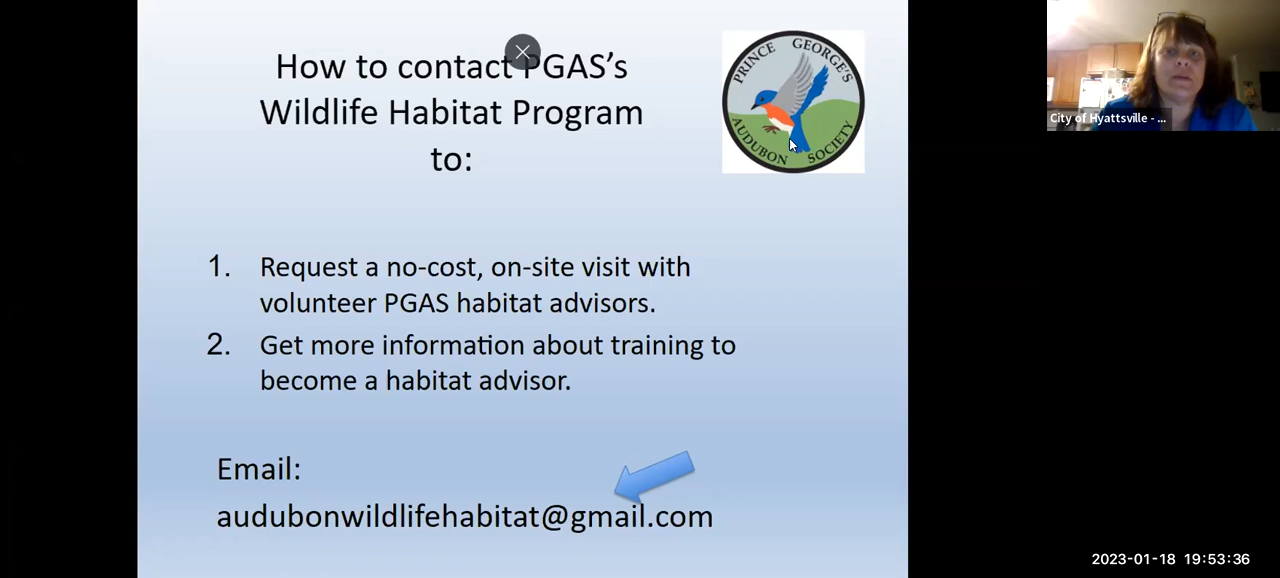 How to contact PGAS's
Wildlife Habitat Program
to:
PRINCE GEORGE'S
AUDUBON SOCIETY
City of Hyattsville - ...
1. Request a no-cost, on-site visit with
volunteer PGAS habitat advisors.
2. Get more information about training to
become a habitat advisor.
Email:
audubonwildlifehabitat@gmail.com
2023-01-18 19:53:36